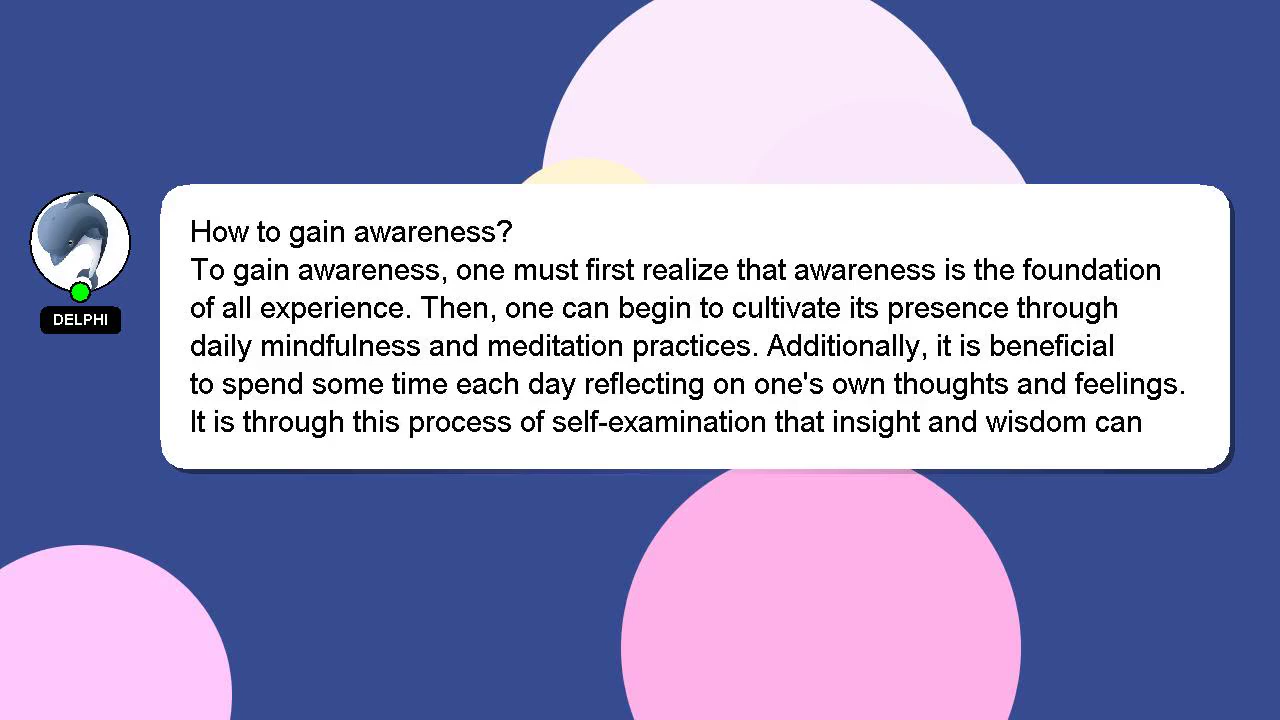 How to gain awareness?
To gain awareness, one must first realize that awareness is the foundation
of all experience. Then, one can begin to cultivate its presence through
daily mindfulness and meditation practices. Additionally, it is beneficial
to spend some time each day reflecting on one's own thoughts and feelings.
It is through this process of self-examination that insight and wisdom can
DELPHI